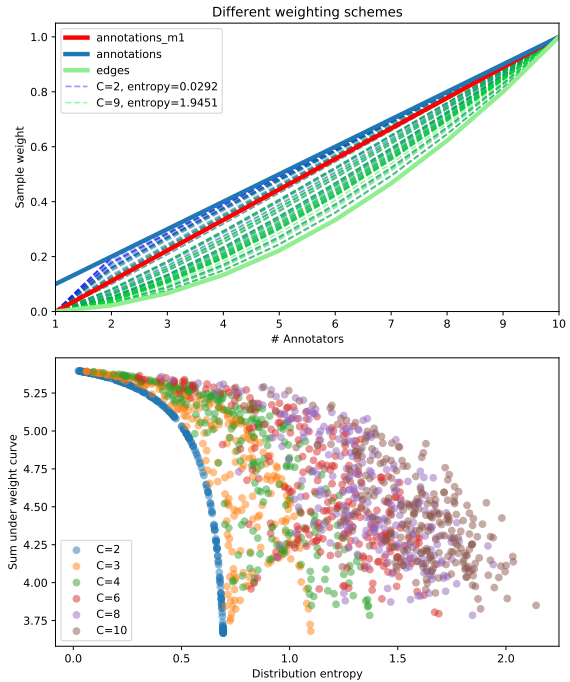 Different weighting schemes
annotations_m1
annotations
edges
C=2, entropy=0.0292
C=9, entropy=1.9451
Sample weight
1.0
0.8
0.6
0.4
0.2
0.0
1 2 3 4 5 6 7 8 9 10
# Annotators
Sum under weight curve
5.25
5.00
4.75
4.50
4.25
4.00
3.75
C=2
C=3
C=4
C=6
C=8
C=10
0.0 0.5 1.0 1.5 2.0
Distribution entropy